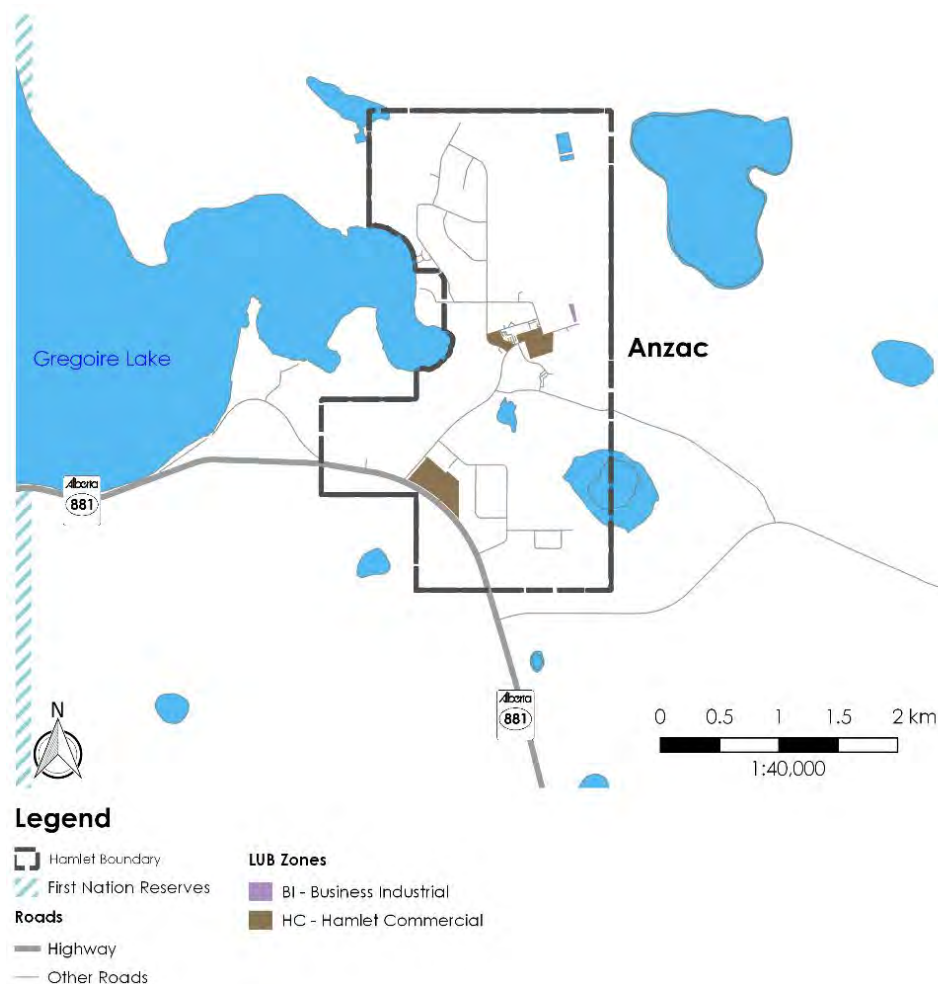 Anzac
Gregoire Lake
Alberta
881
Alberta
881
N
0 0.5 1 1.5 2 km
1:40,000
Legend
Hamlet Boundary
First Nation Reserves
Roads
Highway
Other Roads
LUB Zones
BI - Business Industrial
HC - Hamlet Commercial